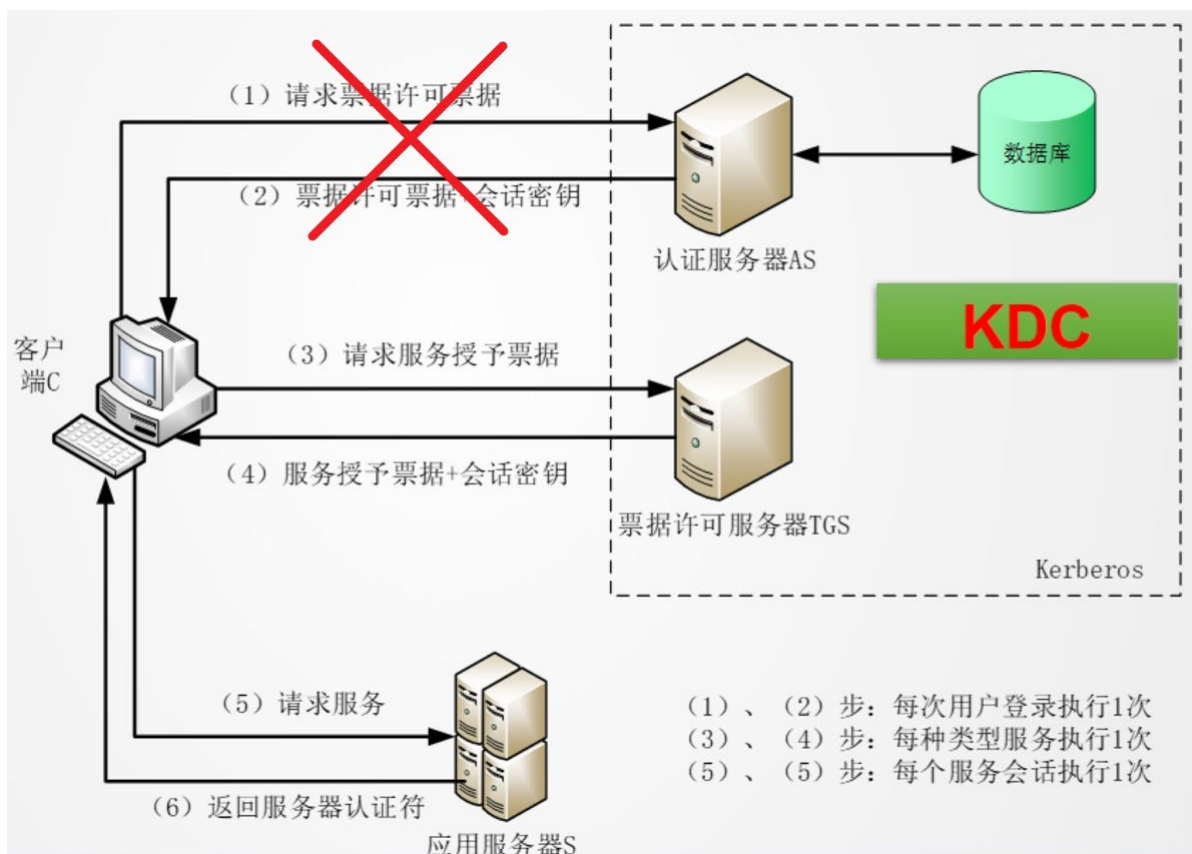 (1)请求票据许可票据
(2)票据许可票据+会话密钥
数据库
认证服务器AS
KDC
客户
端C
(3)请求服务授予票据
(4)服务授予票据+会话密钥
票据许可服务器TGS
Kerberos
(5)请求服务
(6)返回服务器认证符
应用服务器S
(1)、(2)步:每次用户登录执行1次
(3)、(4)步:每种类型服务执行1次
(5)、(5)步:每个服务会话执行1次